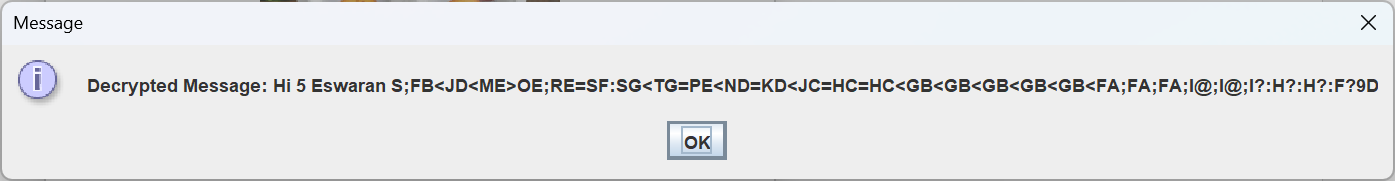 Message
Decrypted Message: Hi 5 Eswaran S;FB<JD<ME>OE;RE=SF:SG<TG=PE<ND=KD<JC=HC=HC<GB<GB<GB<GB<GB<FA;FA;FA;I@;I@;I?:H?:H?:F?9D
OK